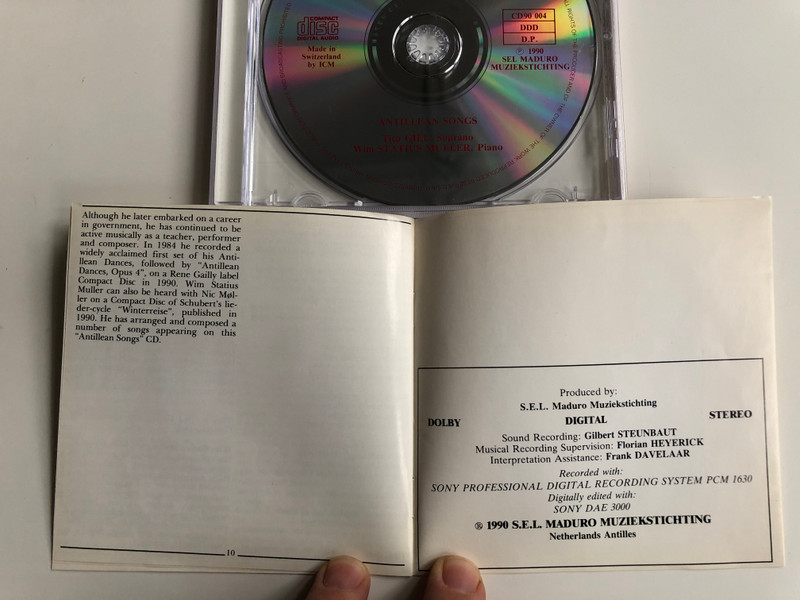 COMPACT
disc
DIGITAL AUDIO
Made in
Switzerland
by ICM
CD90 004
DDD
D.P.
℗ 1990
SEL MADURO
MUZIEKSTICHTING
ANTILLEAN SONGS
Soprano
Wim STATIUS MULLER, Piano
Although he later embarked on a career
in government, he has continued to be
active musically as a teacher, performer
and composer. In 1984 he recorded a
widely acclaimed first set of his Anti-
llean Dances, followed by “Antillean
Dances, Opus 4”, on a Rene Gailly label
Compact Disc in 1990. Wim Statius
Muller can also be heard with Nic Møl-
ler on a Compact Disc of Schubert’s lie-
der-cycle “Winterreise”, published in
1990. He has arranged and composed a
number of songs appearing on this
“Antillean Songs” CD.
10
Produced by:
S.E.L. Maduro Muziekstichting
DOLBY DIGITAL STEREO
Sound Recording: Gilbert STEUNBAUT
Musical Recording Supervision: Florian HEYERICK
Interpretation Assistance: Frank DAVELAAR
Recorded with:
SONY PROFESSIONAL DIGITAL RECORDING SYSTEM PCM 1630
Digitally edited with:
SONY DAE 3000
℗ 1990 S.E.L. MADURO MUZIEKSTICHTING
Netherlands Antilles